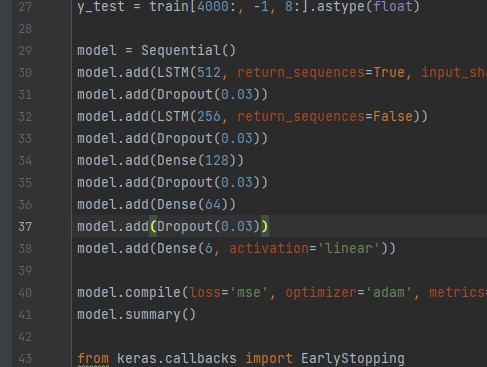 27 y_test = train[4000:, -1, 8:].astype(float)
28
29 model = Sequential()
30 model.add(LSTM(512, return_sequences=True, input_sha
31 model.add(Dropout(0.03))
32 model.add(LSTM(256, return_sequences=False))
33 model.add(Dropout(0.03))
34 model.add(Dense(128))
35 model.add(Dropout(0.03))
36 model.add(Dense(64))
37 model.add(Dropout(0.03))
38 model.add(Dense(6, activation='linear'))
39
40 model.compile(loss='mse', optimizer='adam', metrics=
41 model.summary()
42
43 from keras.callbacks import EarlyStopping